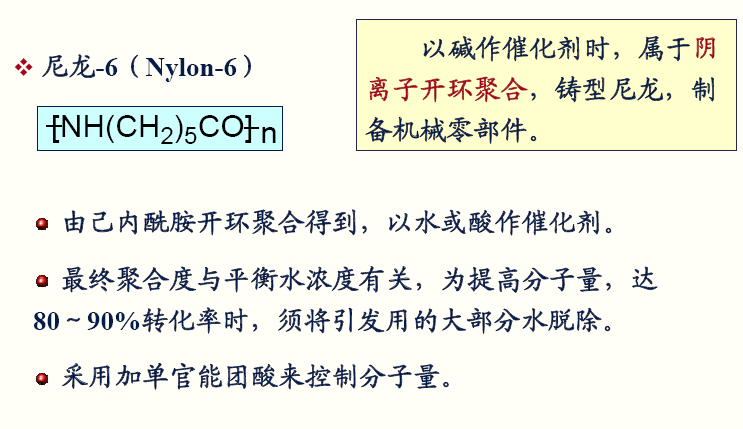 尼龙-6（Nylon-6）
-[NH(CH2)5CO]-n
以碱作催化剂时，属于阴
离子开环聚合，铸型尼龙，制
备机械零部件。
由己内酰胺开环聚合得到，以水或酸作催化剂。
最终聚合度与平衡水浓度有关，为提高分子量，达
80～90%转化率时，须将引发用的大部分水脱除。
采用加单官能团酸来控制分子量。